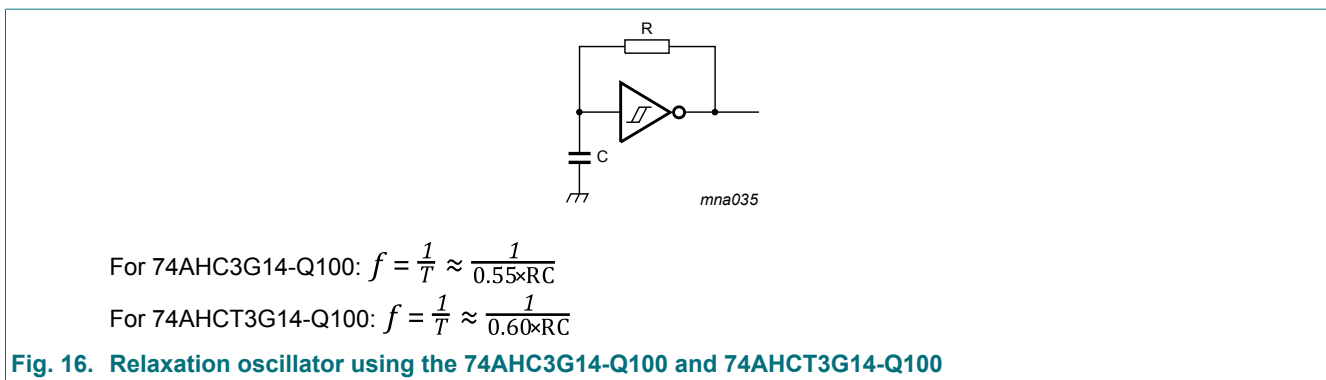 R
C
mna035
For 74AHC3G14-Q100: f = 1/T ≈ 1/0.55×RC
For 74AHCT3G14-Q100: f = 1/T ≈ 1/0.60×RC
Fig. 16. Relaxation oscillator using the 74AHC3G14-Q100 and 74AHCT3G14-Q100